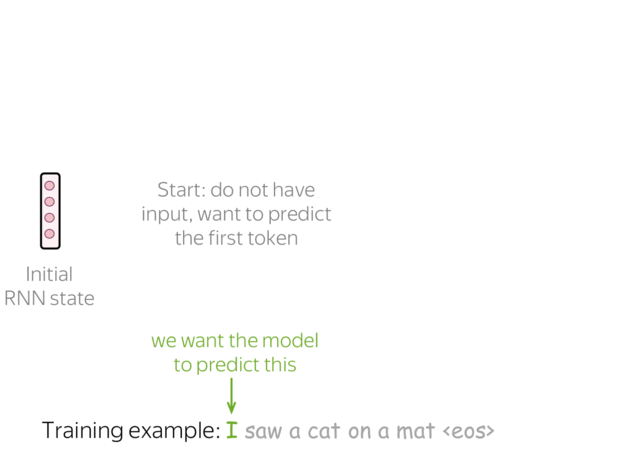 Start: do not have
input, want to predict
the first token
Initial
RNN state
we want the model
to predict this
Training example: I saw a cat on a mat <eos>